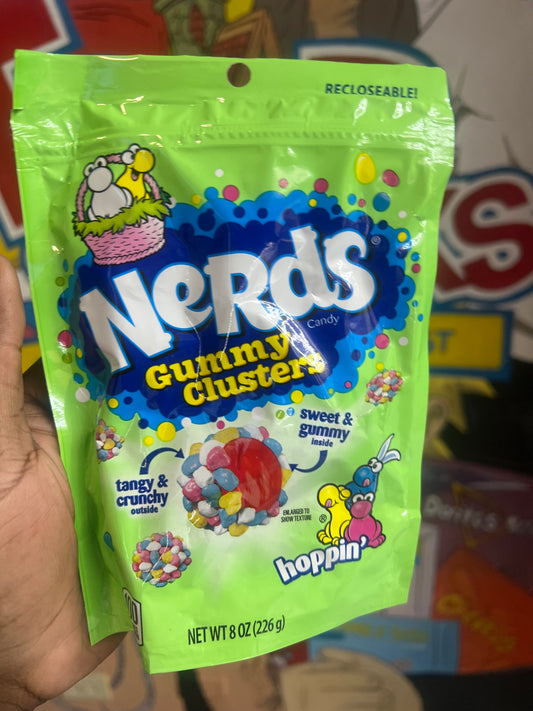 RECLOSEABLE!
NeRds®
Candy
Gummy
Clusters
sweet &
gummy
inside
tangy &
crunchy
outside
ENLARGED TO
SHOW TEXTURE
®
hoppin'
NET WT 8 OZ (226 g)